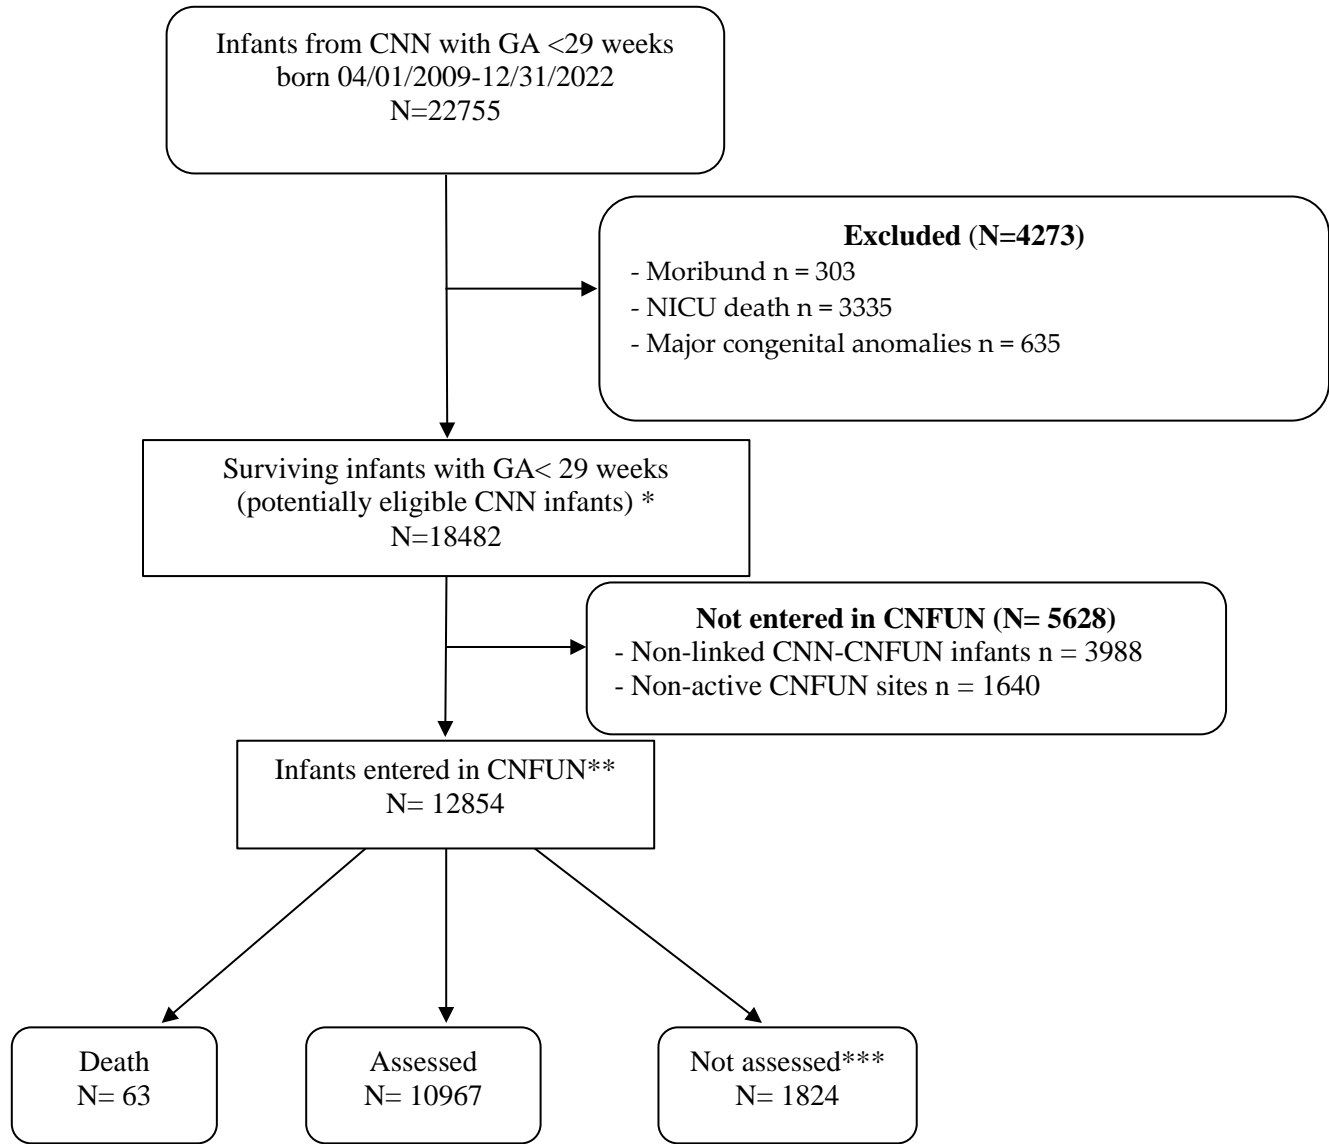 Infants from CNN with GA <29 weeks
born 04/01/2009-12/31/2022
N=22755
Excluded (N=4273)
- Moribund n = 303
- NICU death n = 3335
- Major congenital anomalies n = 635
Surviving infants with GA< 29 weeks
(potentially eligible CNN infants) *
N=18482
Not entered in CNFUN (N= 5628)
- Non-linked CNN-CNFUN infants n = 3988
- Non-active CNFUN sites n = 1640
Infants entered in CNFUN**
N= 12854
Death
N= 63
Assessed
N= 10967
Not assessed***
N= 1824